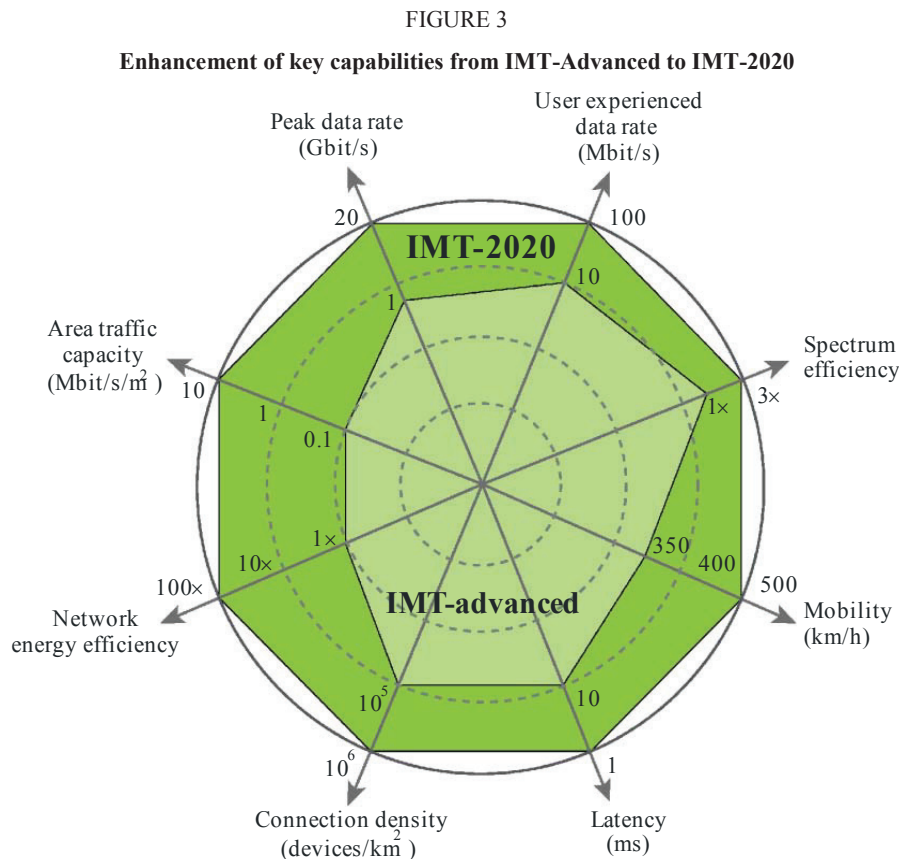 FIGURE 3
Enhancement of key capabilities from IMT-Advanced to IMT-2020
Peak data rate
(Gbit/s)
User experienced
data rate
(Mbit/s)
20
100
IMT-2020
1
10
Area traffic
capacity
(Mbit/s/m²)
Spectrum
efficiency
10
1
0.1
1×
3×
1×
10×
100×
350
400
500
Network
energy efficiency
IMT-advanced
Mobility
(km/h)
10⁵
10
10⁶
1
Connection density
(devices/km²)
Latency
(ms)